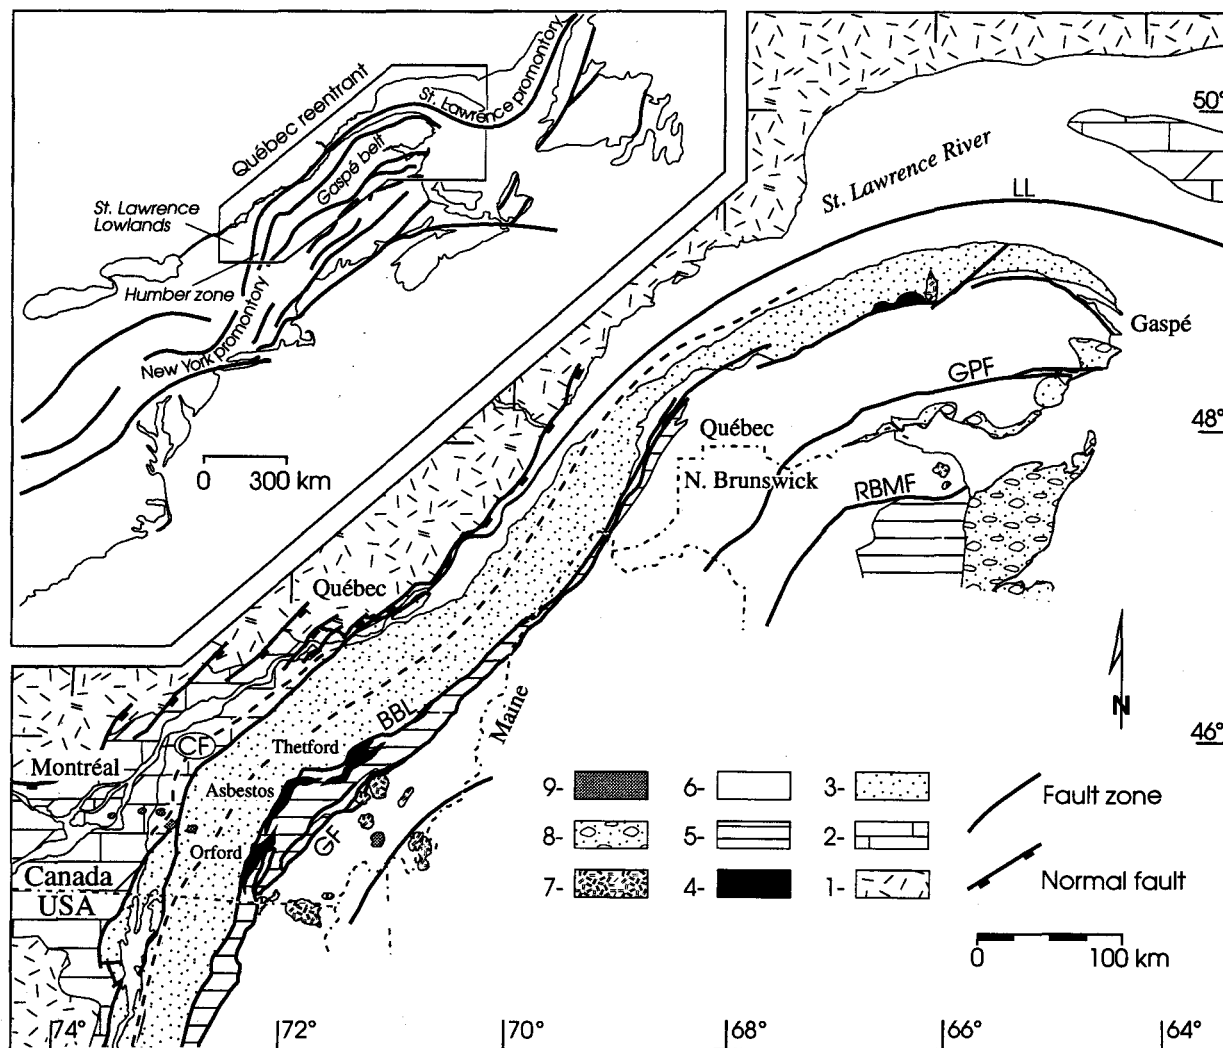 Québec reentrant
St. Lawrence promontory
Gaspé belt
St. Lawrence
Lowlands
Humber zone
New York promontory
0 300 km
50°
St. Lawrence River
LL
Gaspé
GPF
48°
Québec
N. Brunswick
RBMF
Québec
N
Maine
BBL
46°
CF
Thetford
Montréal
Asbestos
GF
Orford
Canada
USA
9-
6-
3-
Fault zone
8-
5-
2-
7-
4-
1-
Normal fault
0 100 km
74°
72°
70°
68°
66°
64°